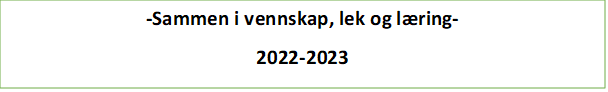 -Sammen i vennskap, lek og læring-
2022-2023